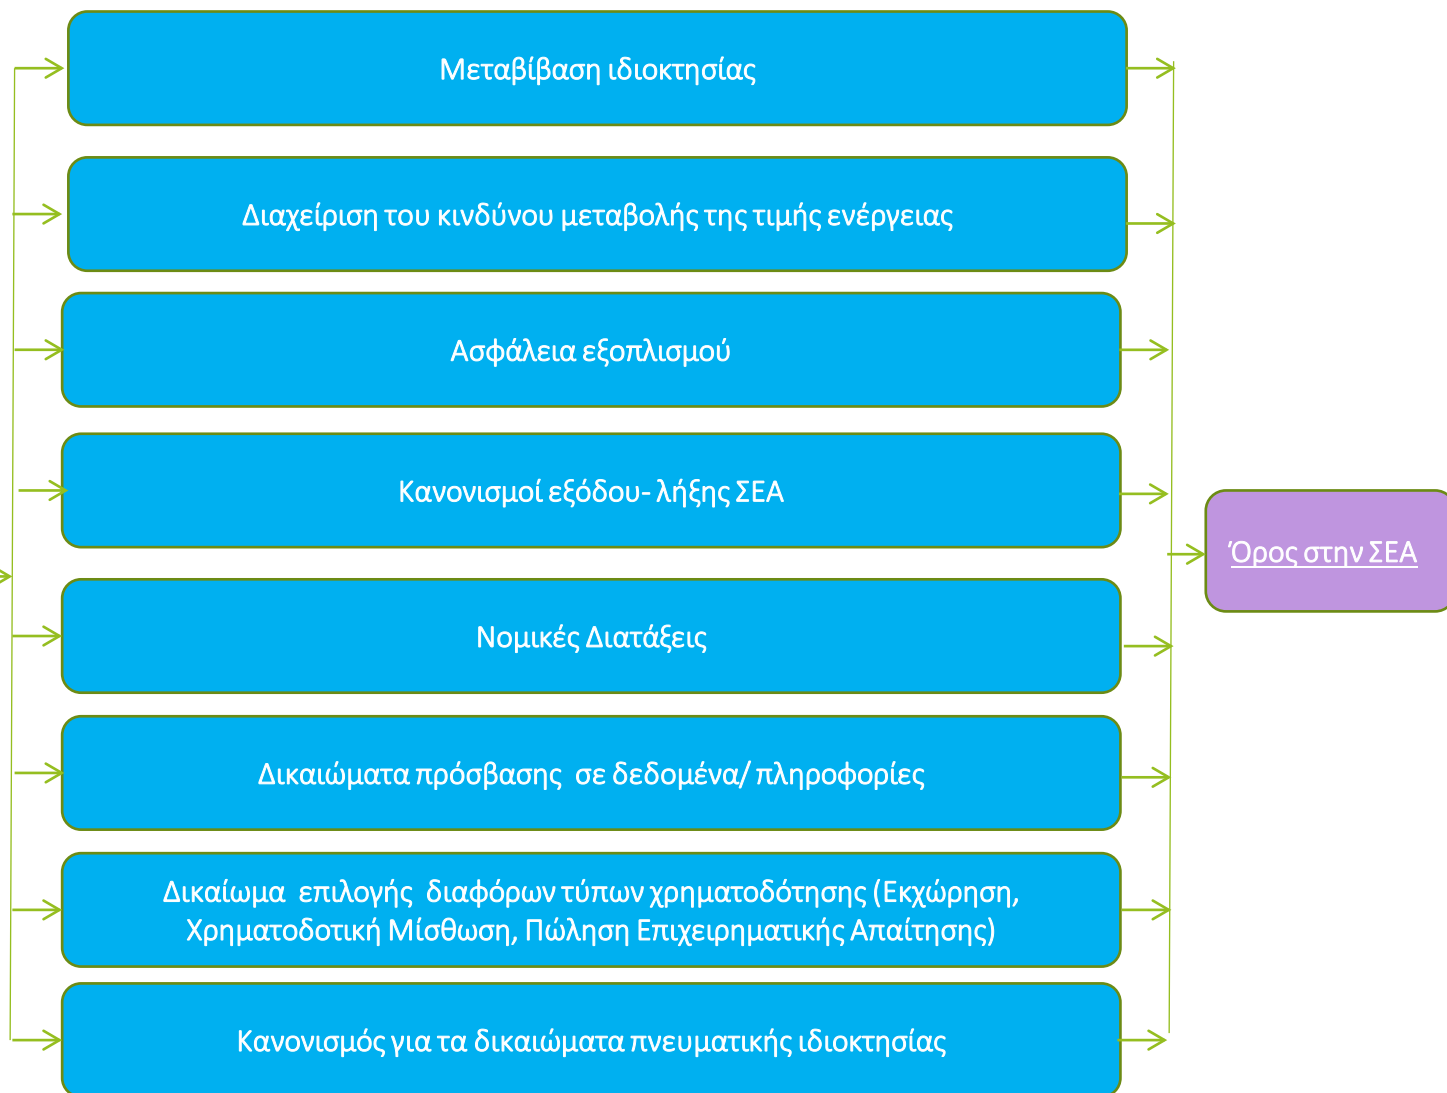 Μεταβίβαση ιδιοκτησίας
Διαχείριση του κινδύνου μεταβολής της τιμής ενέργειας
Ασφάλεια εξοπλισμού
Κανονισμοί εξόδου- λήξης ΣΕΑ
Όρος στην ΣΕΑ
Νομικές Διατάξεις
Δικαιώματα πρόσβασης σε δεδομένα/ πληροφορίες
Δικαίωμα επιλογής διαφόρων τύπων χρηματοδότησης (Εκχώρηση,
Χρηματοδοτική Μίσθωση, Πώληση Επιχειρηματικής Απαίτησης)
Κανονισμός για τα δικαιώματα πνευματικής ιδιοκτησίας